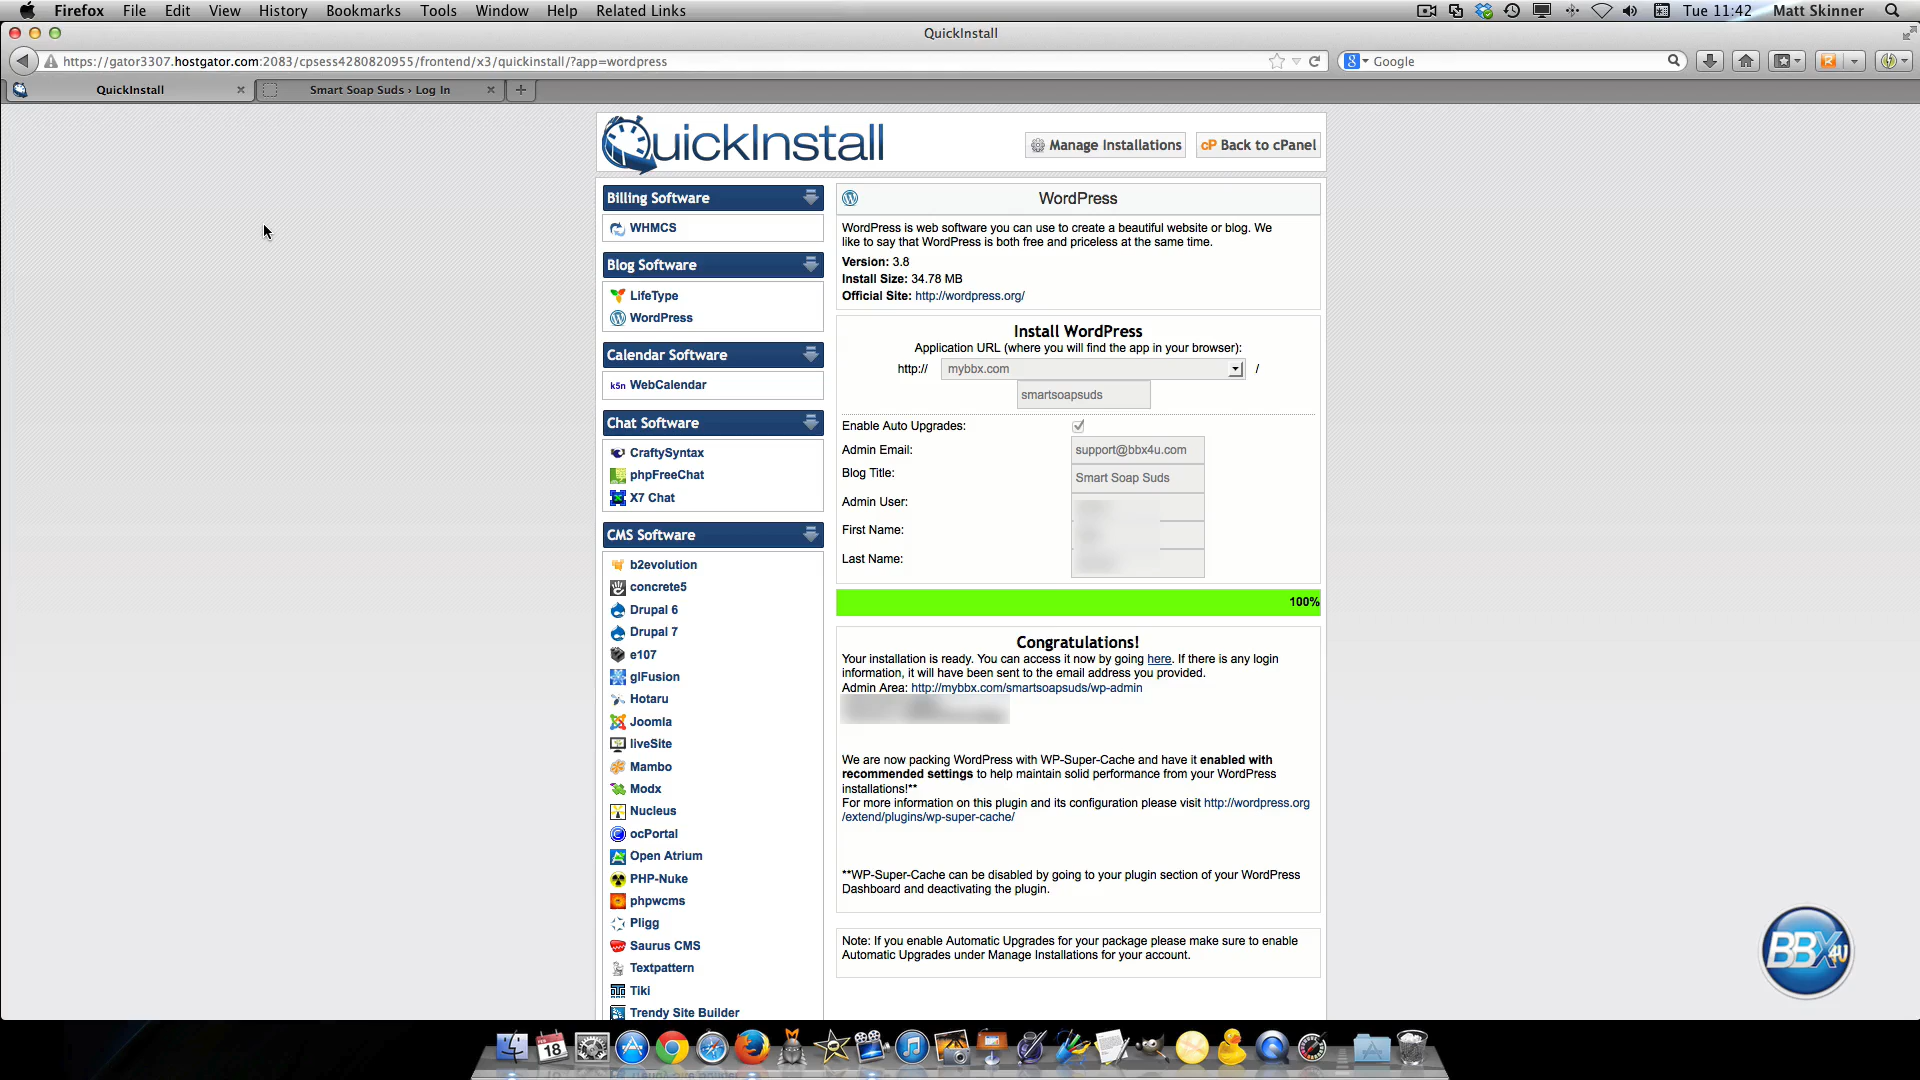 Firefox File Edit View History Bookmarks Tools Window Help Related Links Tue 11:42 Matt Skinner
QuickInstall
https://gator3307.hostgator.com:2083/cpsess4280820955/frontend/x3/quickinstall/?app=wordpress
Google
QuickInstall
Smart Soap Suds › Log In
QuickInstall
Manage Installations
cP Back to cPanel
Billing Software
WHMCS
Blog Software
LifeType
WordPress
Calendar Software
k5n WebCalendar
Chat Software
CraftySyntax
phpFreeChat
X7 Chat
CMS Software
b2evolution
concrete5
Drupal 6
Drupal 7
e107
glFusion
Hotaru
Joomla
liveSite
Mambo
Modx
Nucleus
ocPortal
Open Atrium
PHP-Nuke
phpwcms
Pligg
Saurus CMS
Textpattern
Tiki
Trendy Site Builder
WordPress
WordPress is web software you can use to create a beautiful website or blog. We
like to say that WordPress is both free and priceless at the same time.
Version: 3.8
Install Size: 34.78 MB
Official Site: http://wordpress.org/
Install WordPress
Application URL (where you will find the app in your browser):
http:// mybbx.com /
smartsoapsuds
Enable Auto Upgrades:
Admin Email: support@bbx4u.com
Blog Title: Smart Soap Suds
Admin User:
First Name:
Last Name:
100%
Congratulations!
Your installation is ready. You can access it now by going here. If there is any login
information, it will have been sent to the email address you provided.
Admin Area: http://mybbx.com/smartsoapsuds/wp-admin
We are now packing WordPress with WP-Super-Cache and have it enabled with
recommended settings to help maintain solid performance from your WordPress
installations!**
For more information on this plugin and its configuration please visit http://wordpress.org
/extend/plugins/wp-super-cache/
**WP-Super-Cache can be disabled by going to your plugin section of your WordPress
Dashboard and deactivating the plugin.
Note: If you enable Automatic Upgrades for your package please make sure to enable
Automatic Upgrades under Manage Installations for your account.
BBX4U
18